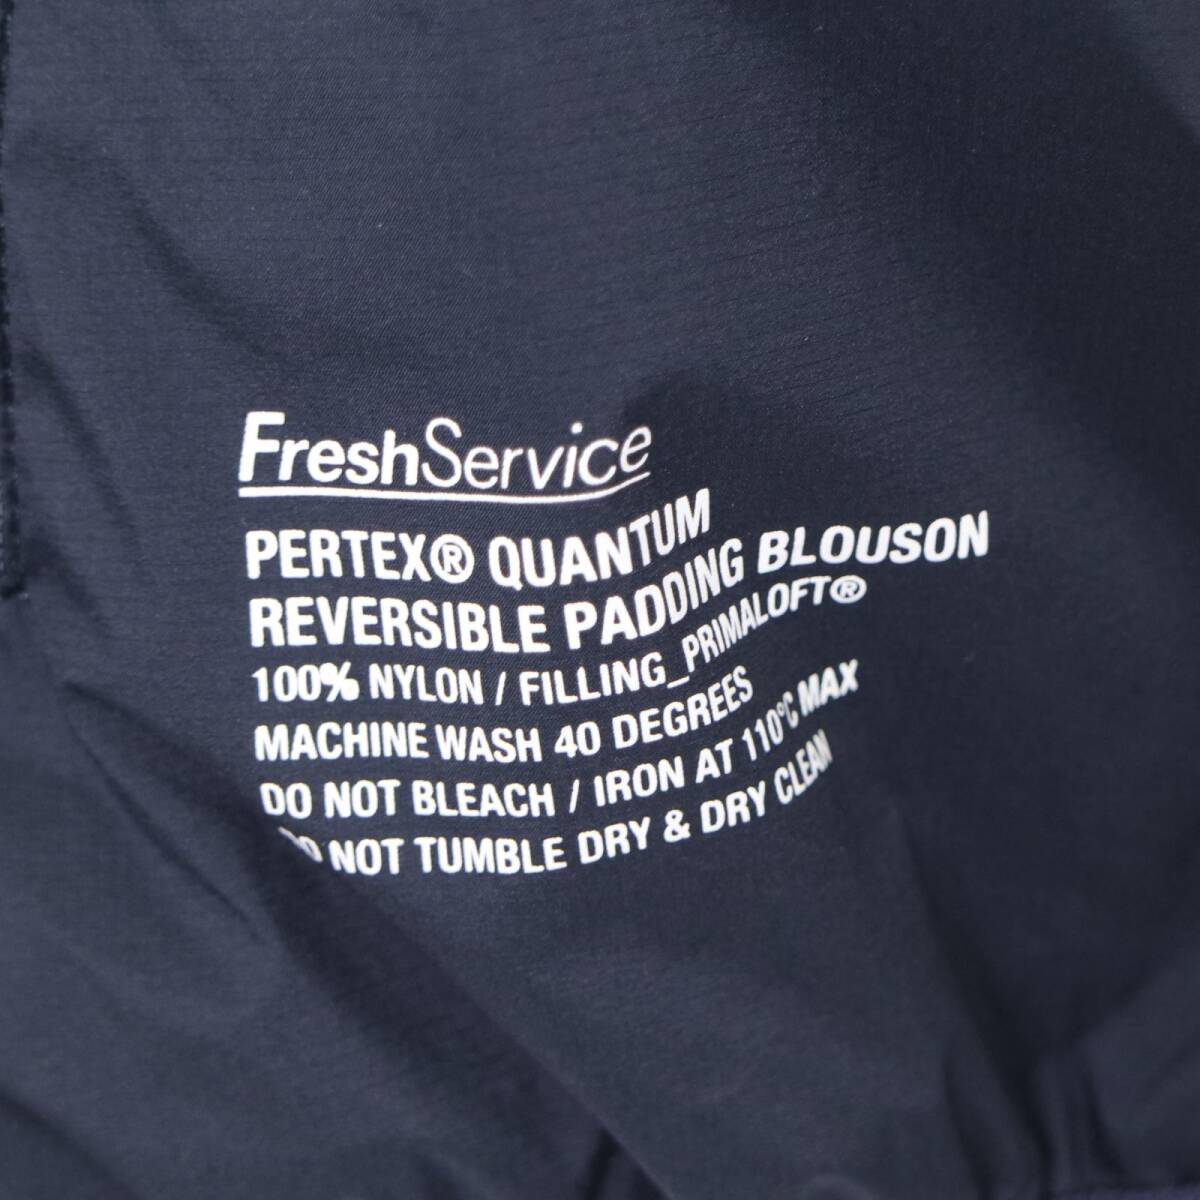 FreshService
PERTEX® QUANTUM
REVERSIBLE PADDING BLOUSON
100% NYLON / FILLING_PRIMALOFT®
MACHINE WASH 40 DEGREES
DO NOT BLEACH / IRON AT 110°C MAX
DO NOT TUMBLE DRY & DRY CLEAN